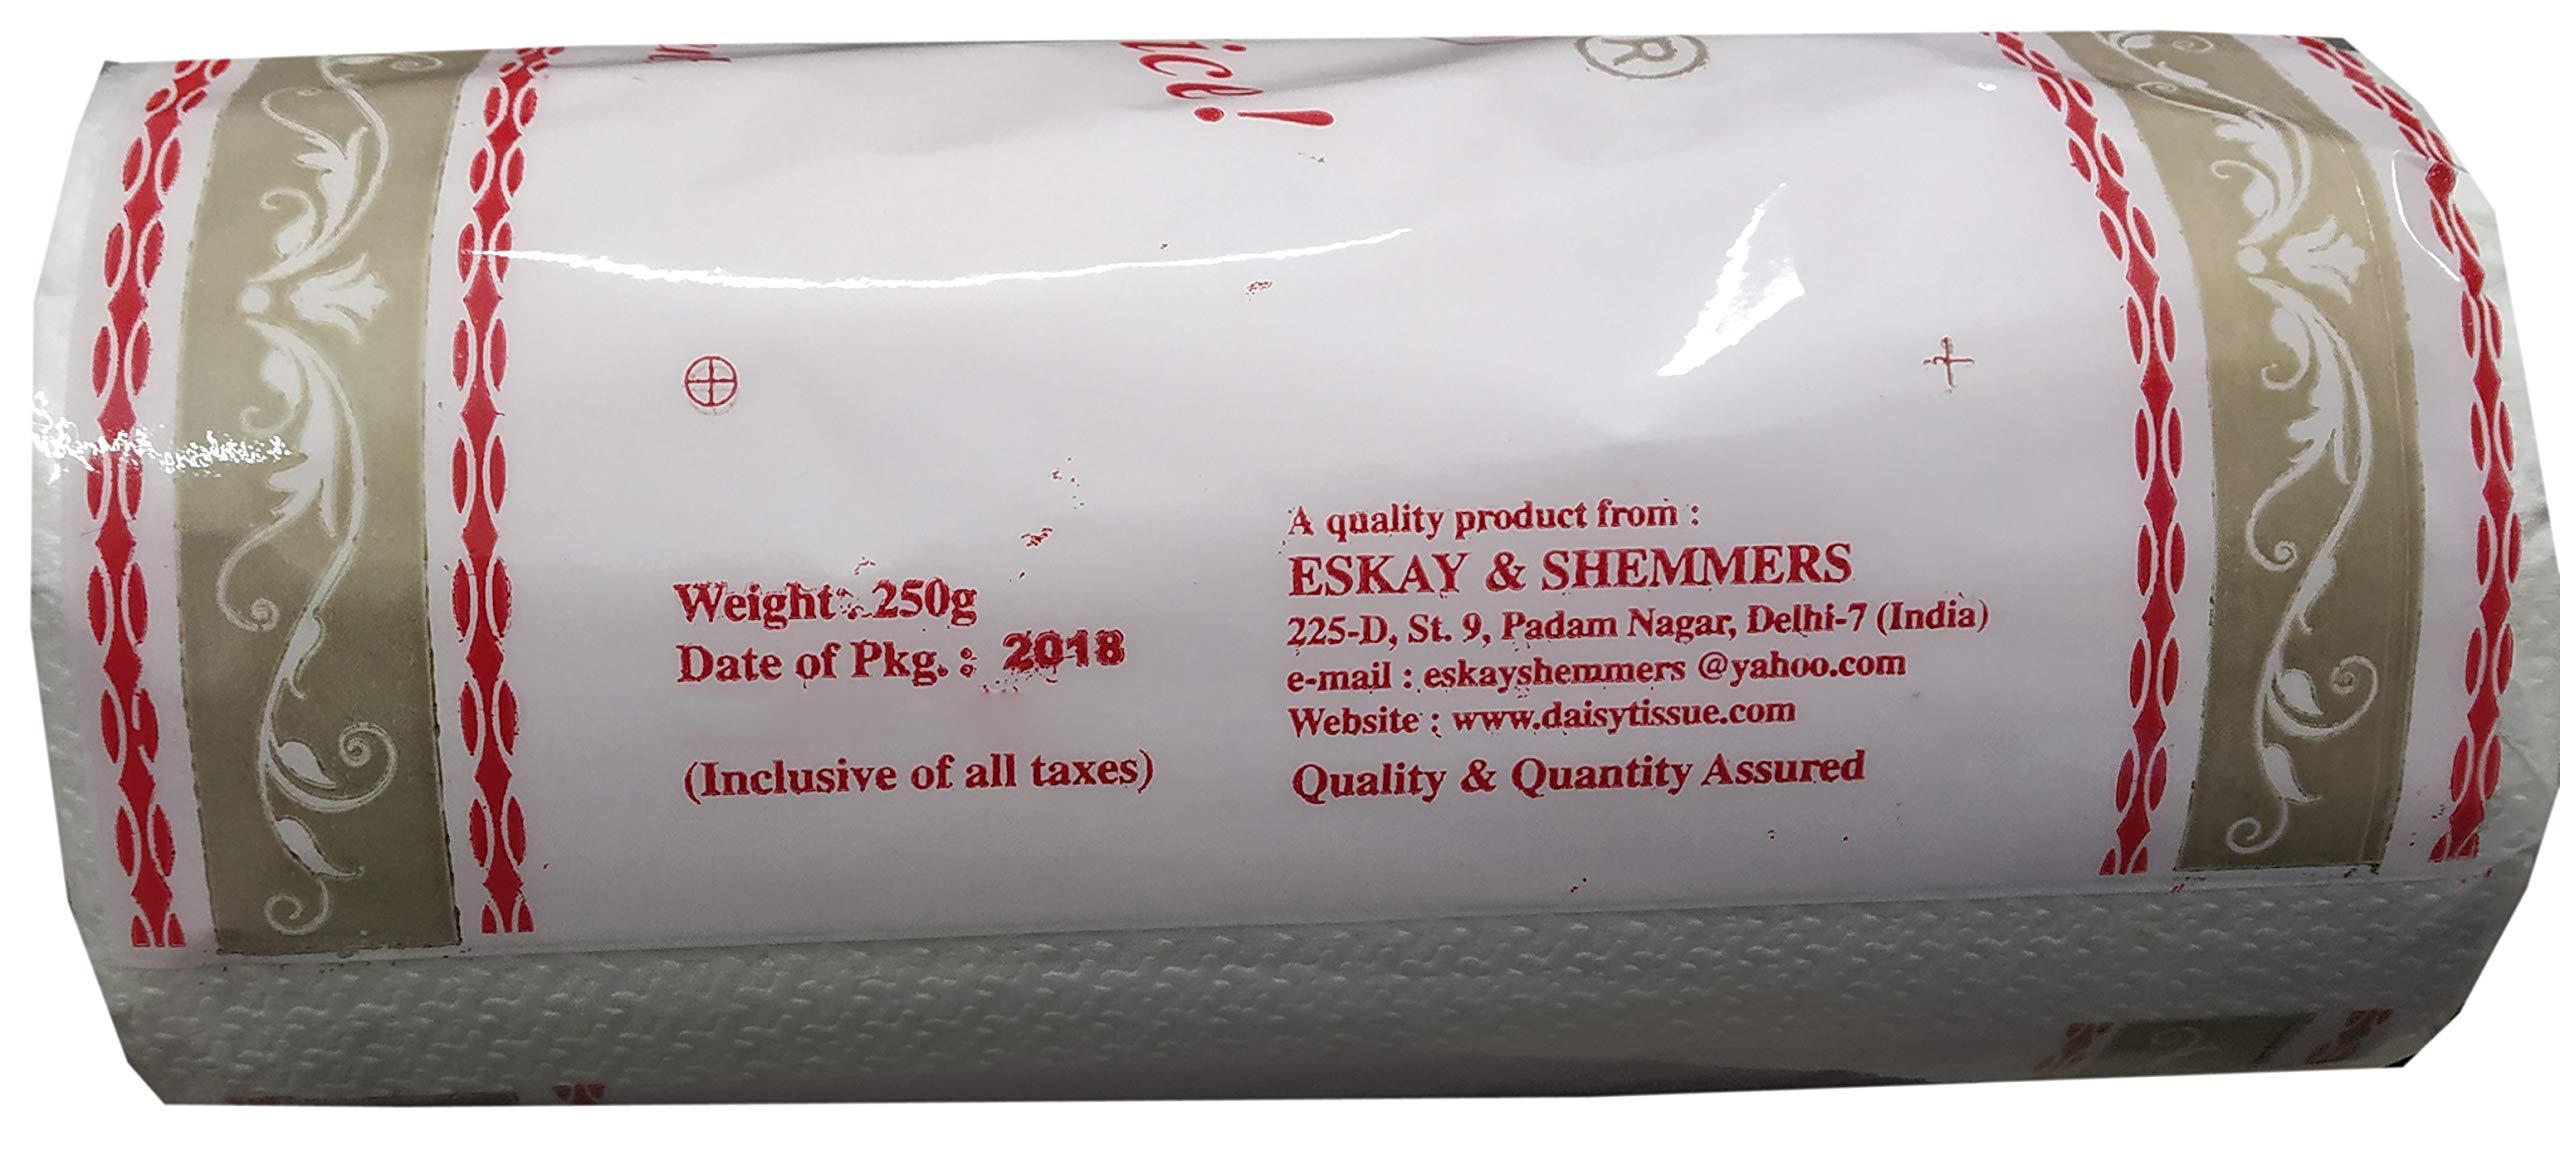 ®
Weight : 250g
Date of Pkg. : 2018
(Inclusive of all taxes)
A quality product from :
ESKAY & SHEMMERS
225-D, St. 9, Padam Nagar, Delhi-7 (India)
e-mail : eskayshemmers @yahoo.com
Website : www.daisytissue.com
Quality & Quantity Assured